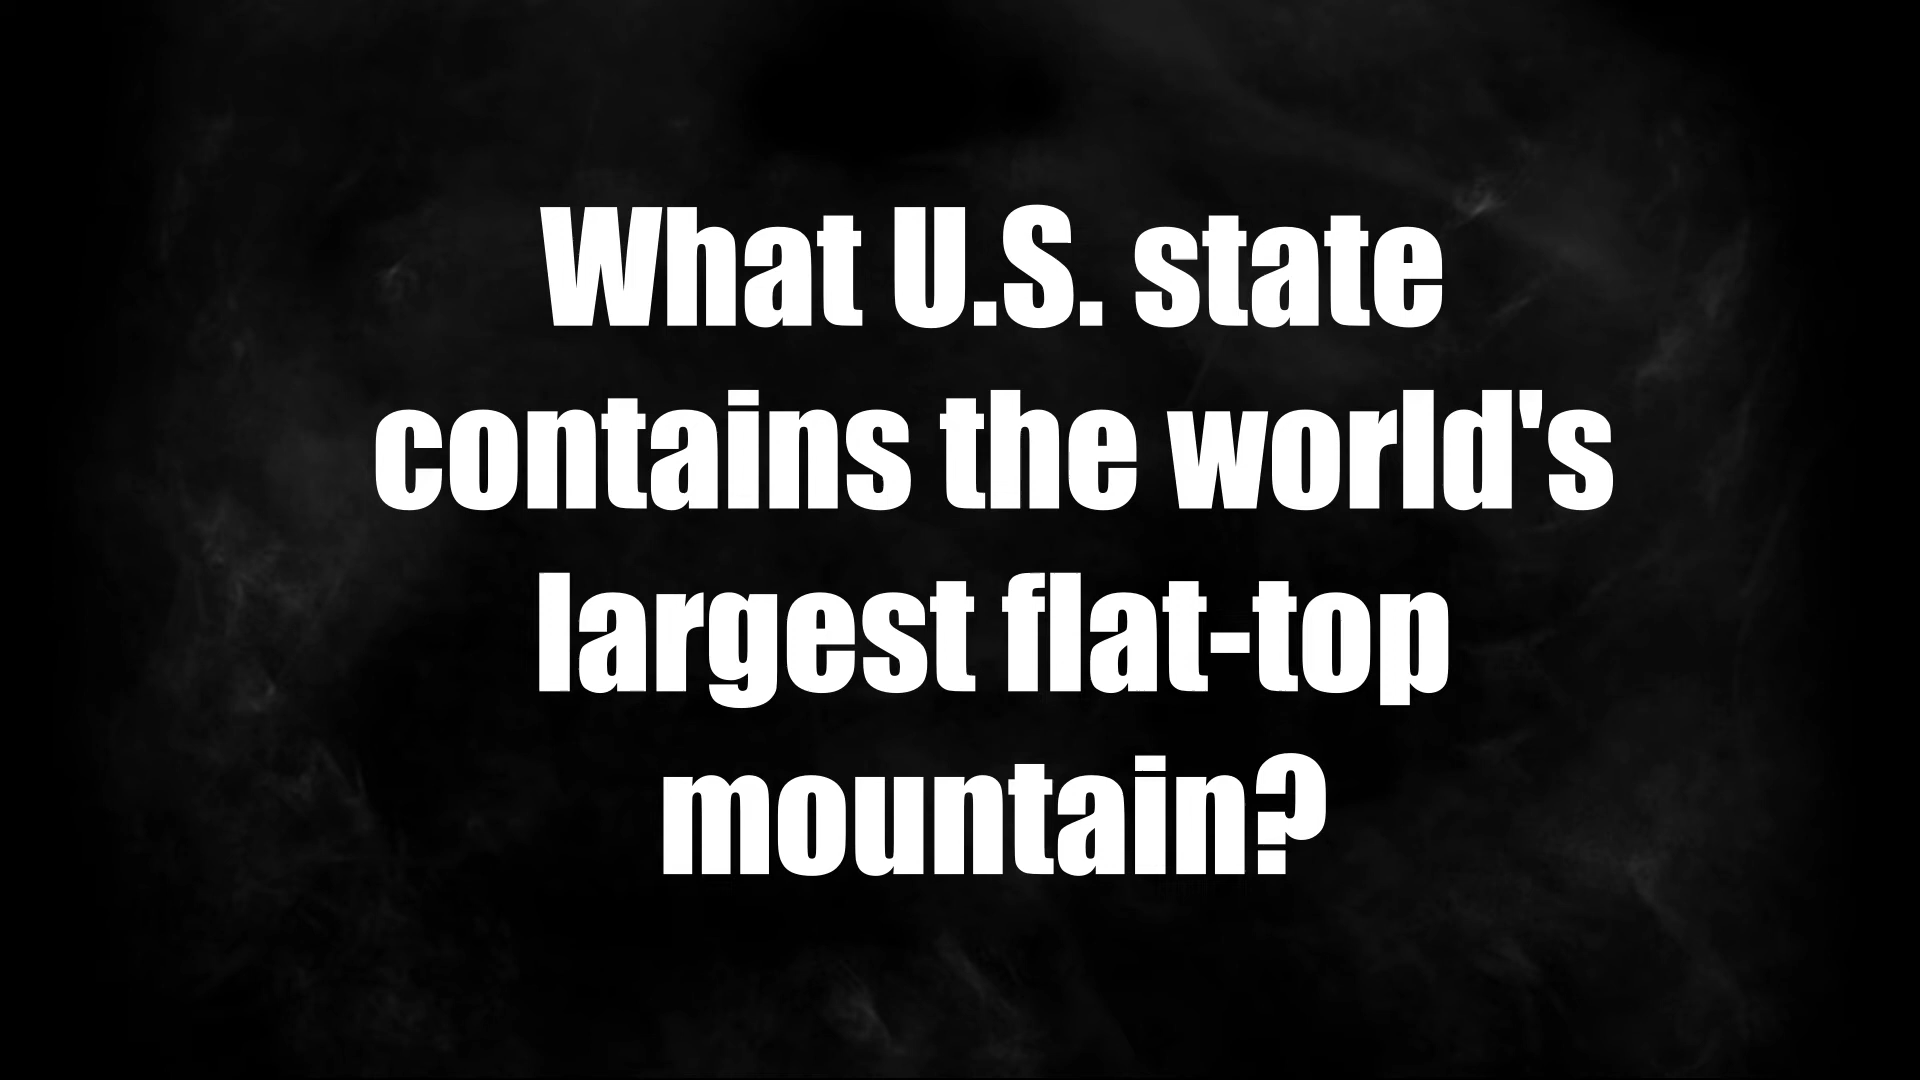 What U.S. state
contains the world's
largest flat-top
mountain?